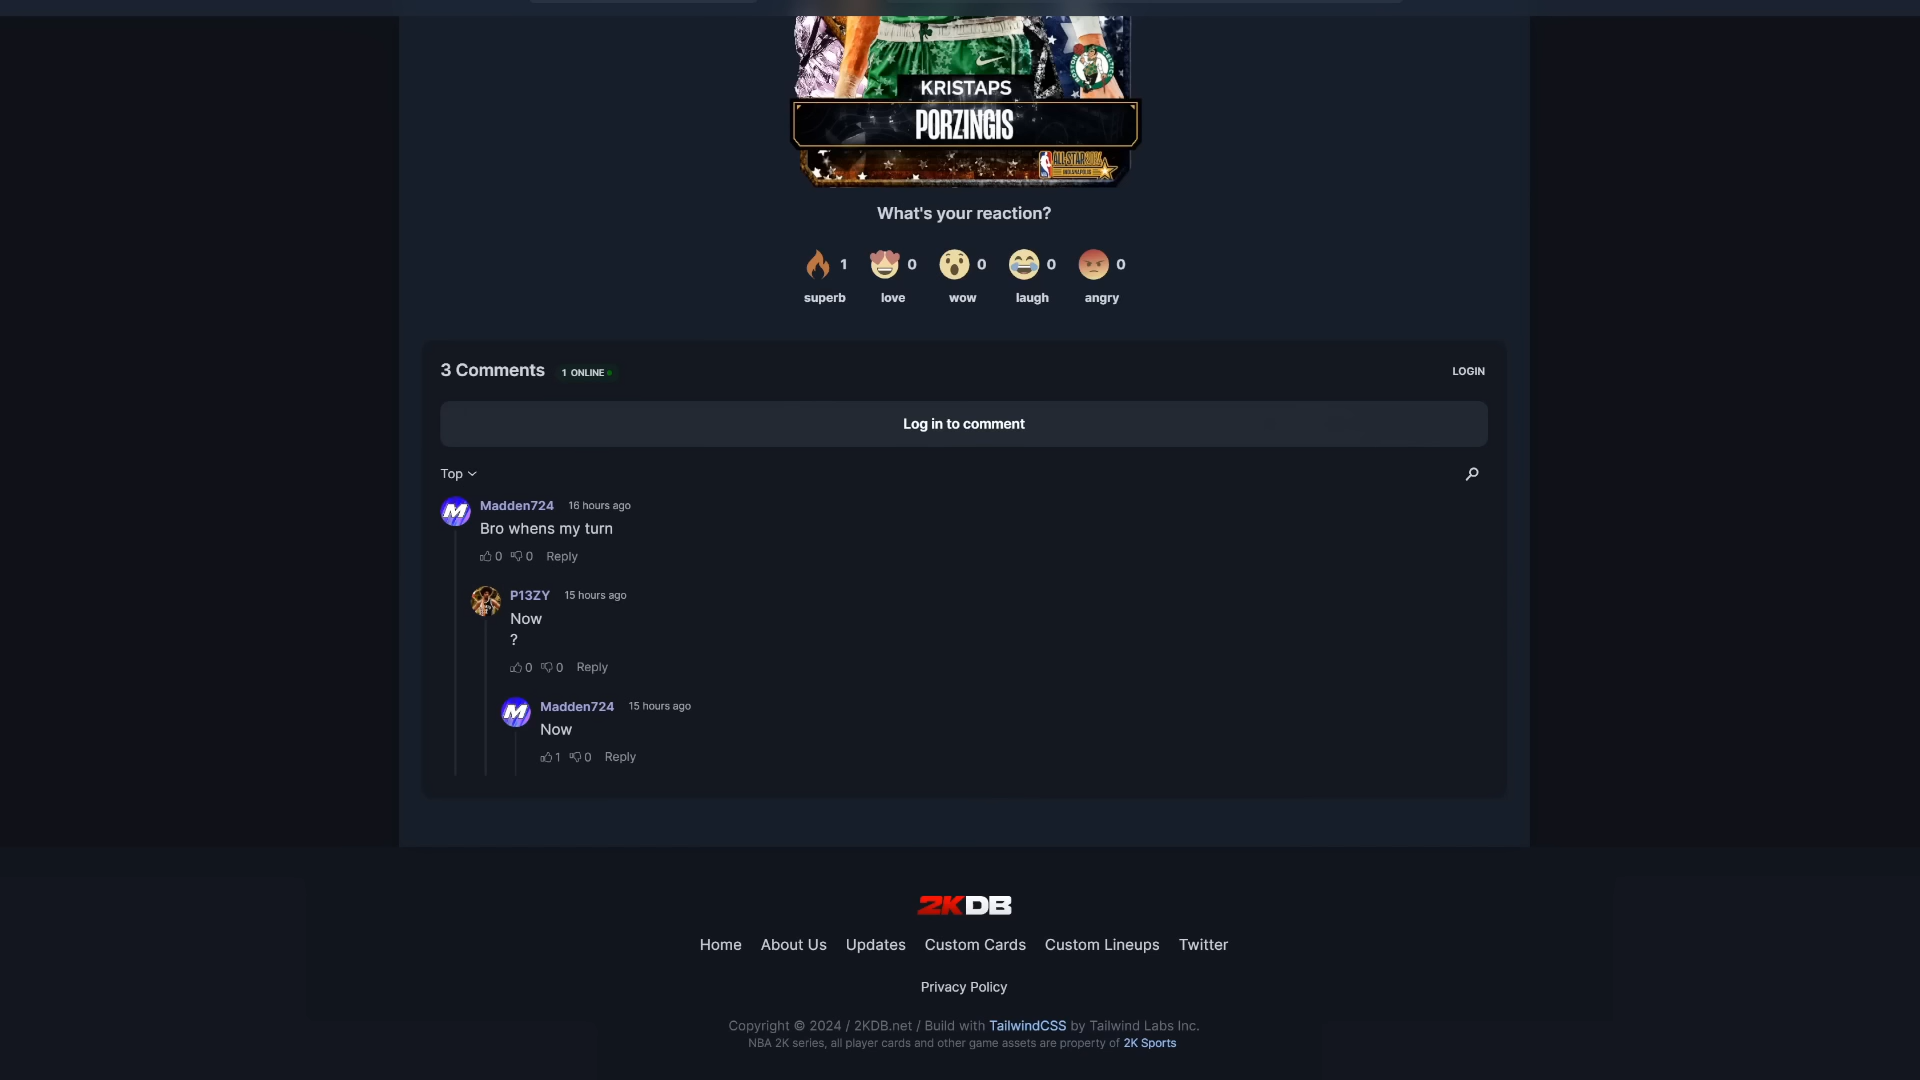 KRISTAPS
PORZINGIS
ALL-STAR 2024
INDIANAPOLIS
What's your reaction?
1 0 0 0 0
superb love wow laugh angry
3 Comments 1 ONLINE LOGIN
Log in to comment
Top
Madden724 16 hours ago
Bro whens my turn
0 0 Reply
P13ZY 15 hours ago
Now
?
0 0 Reply
Madden724 15 hours ago
Now
1 0 Reply
2KDB
Home About Us Updates Custom Cards Custom Lineups Twitter
Privacy Policy
Copyright © 2024 / 2KDB.net / Build with TailwindCSS by Tailwind Labs Inc.
NBA 2K series, all player cards and other game assets are property of 2K Sports